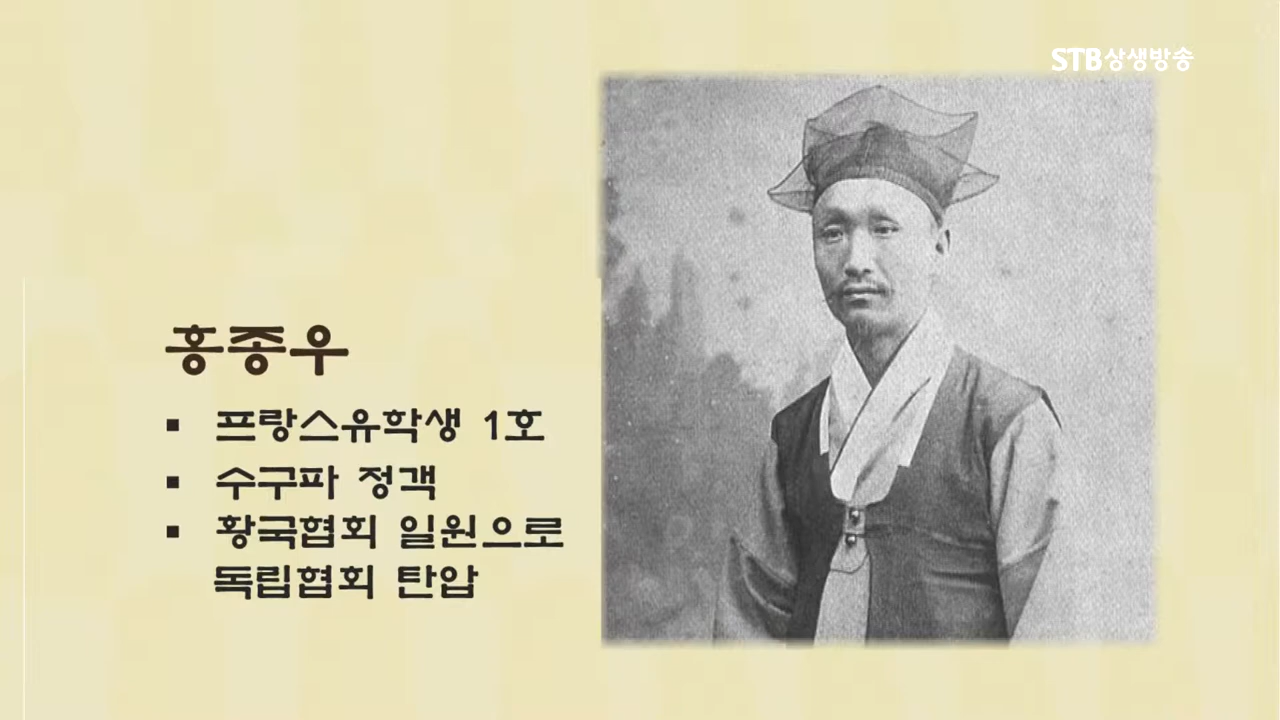 STB상생방송
홍종우
▪ 프랑스유학생 1호
▪ 수구파 정객
▪ 황국협회 일원으로
독립협회 탄압